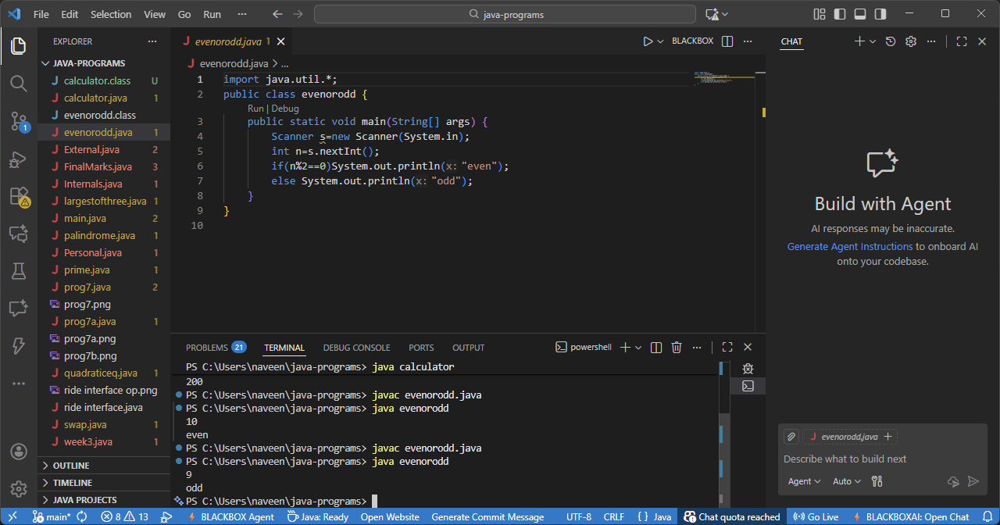 File Edit Selection View Go Run ··· java-programs
EXPLORER ···
JAVA-PROGRAMS
J calculator.class U
J calculator.java 1
J evenorodd.class
J evenorodd.java 1
J External.java 2
J FinalMarks.java 3
J Internals.java 1
J largestofthree.java 1
J main.java 2
J palindrome.java 1
J Personal.java 1
J prime.java 1
J prog7.java 2
prog7.png
J prog7a.java 1
prog7a.png
prog7b.png
J quadraticeq.java 1
ride interface op.png
J ride interface.java
J swap.java 1
J week3.java 1
OUTLINE
TIMELINE
JAVA PROJECTS
1
J evenorodd.java 1
BLACKBOX ···
J evenorodd.java > ...
1 import java.util.*;
2 public class evenorodd {
Run | Debug
3 public static void main(String[] args) {
4 Scanner s=new Scanner(System.in);
5 int n=s.nextInt();
6 if(n%2==0)System.out.println(x: "even");
7 else System.out.println(x: "odd");
8 }
9 }
10
PROBLEMS 21 TERMINAL DEBUG CONSOLE PORTS OUTPUT powershell ···
PS C:\Users\naveen\java-programs> java calculator
200
PS C:\Users\naveen\java-programs> javac evenorodd.java
PS C:\Users\naveen\java-programs> java evenorodd
10
even
PS C:\Users\naveen\java-programs> javac evenorodd.java
PS C:\Users\naveen\java-programs> java evenorodd
9
odd
PS C:\Users\naveen\java-programs>
CHAT ···
Build with Agent
AI responses may be inaccurate.
Generate Agent Instructions to onboard AI
onto your codebase.
J evenorodd.java +
Describe what to build next
Agent Auto
main* 8 13 BLACKBOX Agent Java: Ready Open Website Generate Commit Message UTF-8 CRLF { } Java Chat quota reached Go Live BLACKBOXAI: Open Chat